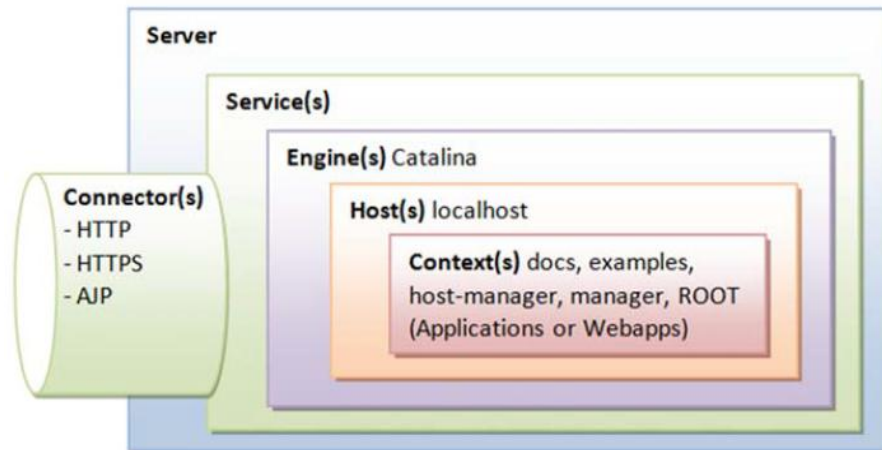 Server
Service(s)
Engine(s) Catalina
Connector(s)
- HTTP
- HTTPS
- AJP
Host(s) localhost
Context(s) docs, examples,
host-manager, manager, ROOT
(Applications or Webapps)